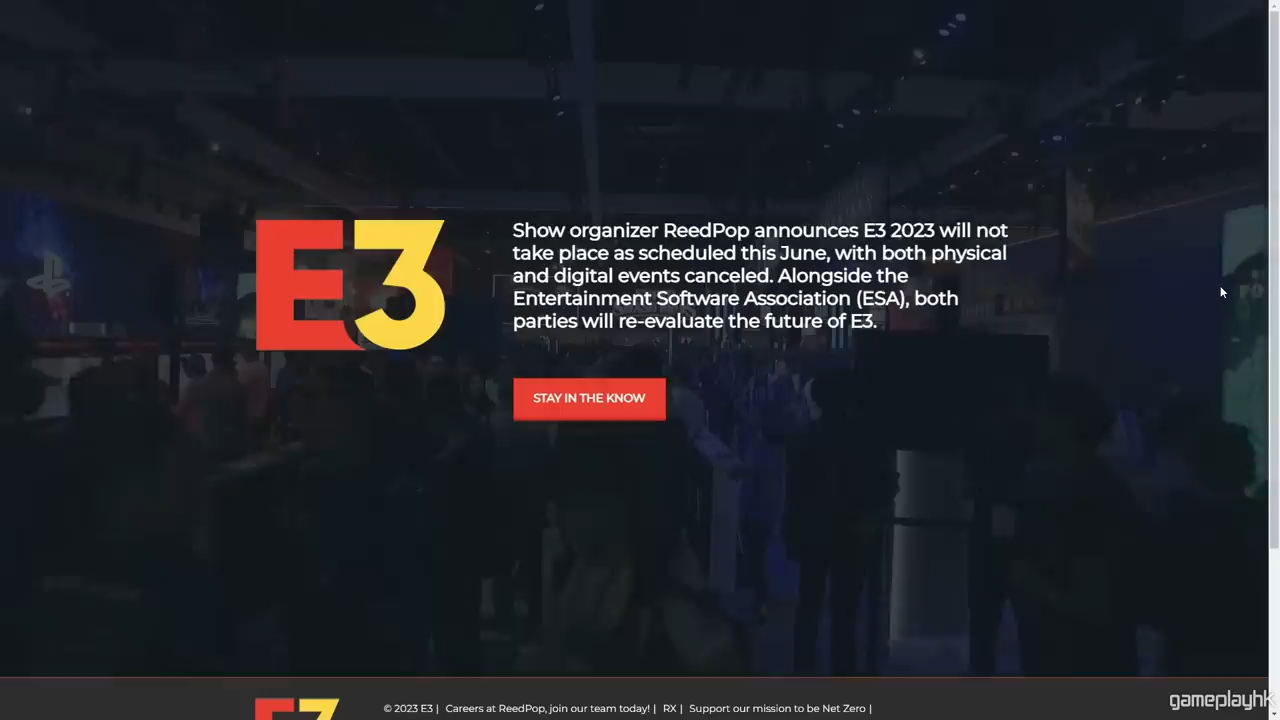 E3
Show organizer ReedPop announces E3 2023 will not
take place as scheduled this June, with both physical
and digital events canceled. Alongside the
Entertainment Software Association (ESA), both
parties will re-evaluate the future of E3.
STAY IN THE KNOW
E3
© 2023 E3 | Careers at ReedPop, join our team today! | RX | Support our mission to be Net Zero |
gameplayhk